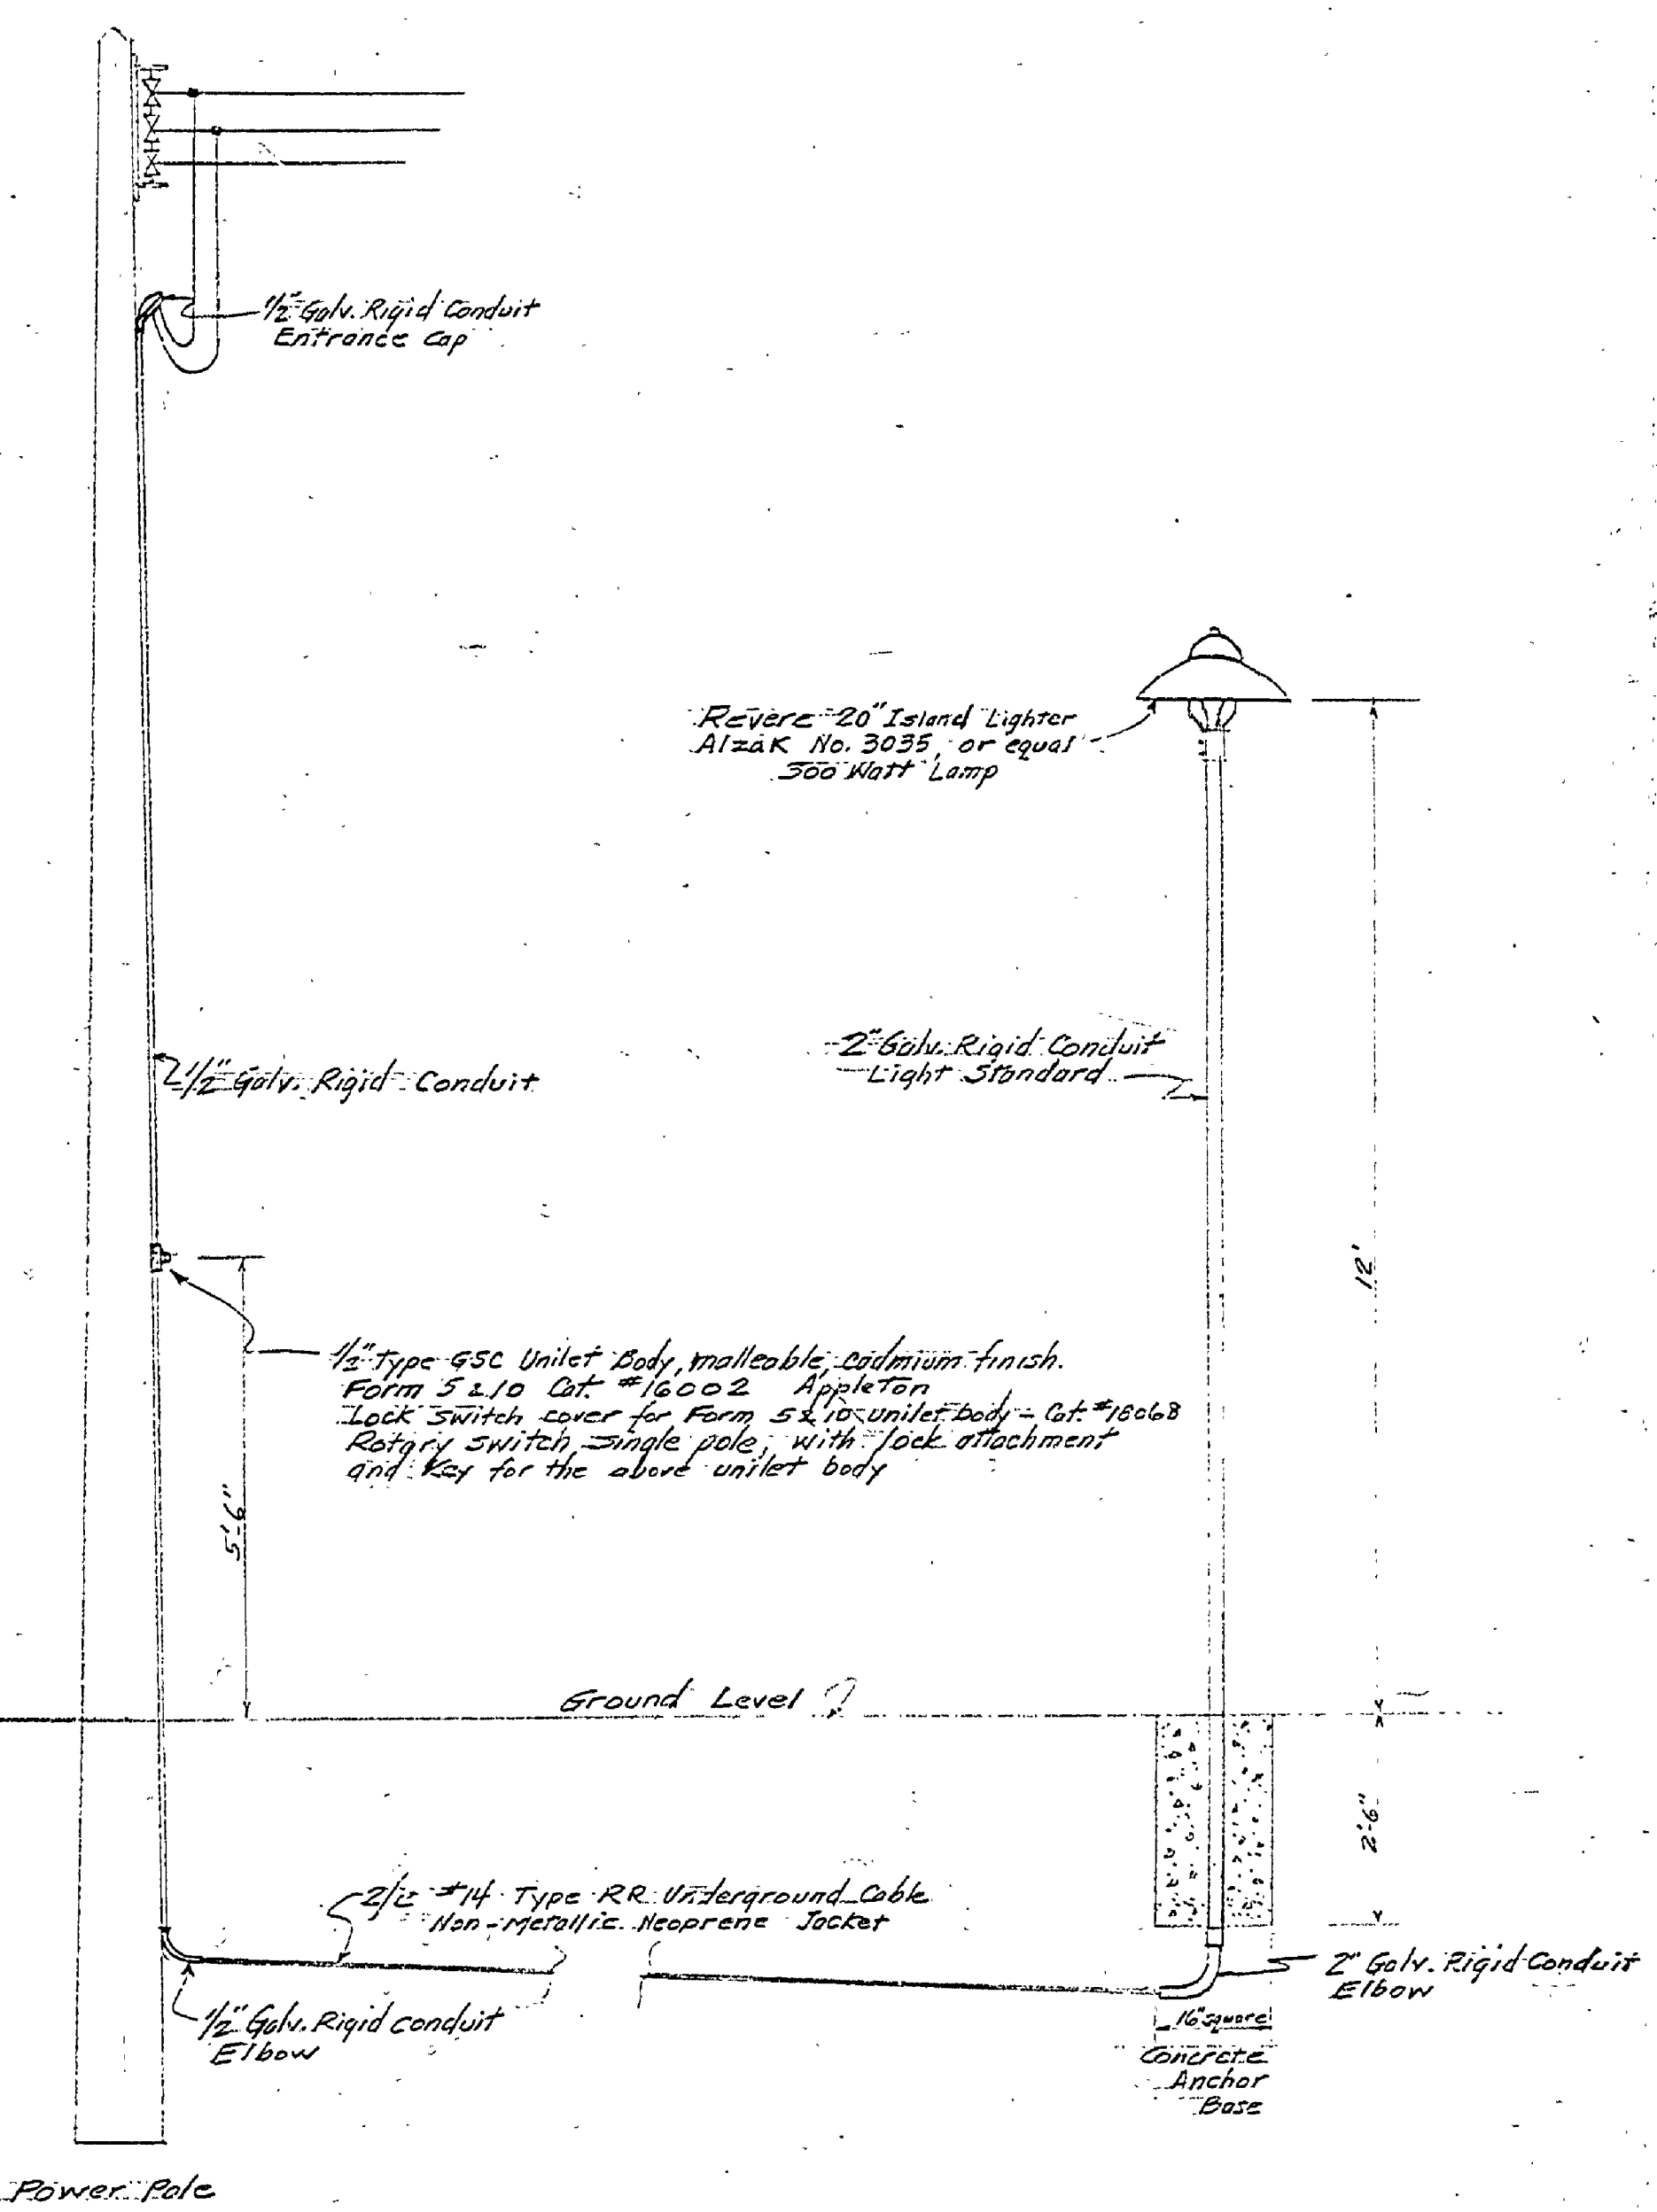 1/2" Galv. Rigid Conduit
Entrance Cap
Revere 20" Island Lighter
Alzak No. 3035, or equal
300 Watt Lamp
2" Galv. Rigid Conduit
Light Standard
1/2" Galv. Rigid Conduit
12'
1/2" Type GSC Unilet Body, malleable, cadmium finish.
Form 5 & 10 Cat. #16002 Appleton
Lock switch cover for Form 5 & 10 unilet body - Cat. #18068
Rotary switch, single pole, with lock attachment
and Key for the above unilet body
5'-6"
Ground Level
2'-6"
2/c #14 Type RR Underground Cable
Non-Metallic Neoprene Jacket
2" Galv. Rigid Conduit
Elbow
1/2" Galv. Rigid conduit
Elbow
16" square
Concrete
Anchor
Base
Power Pole